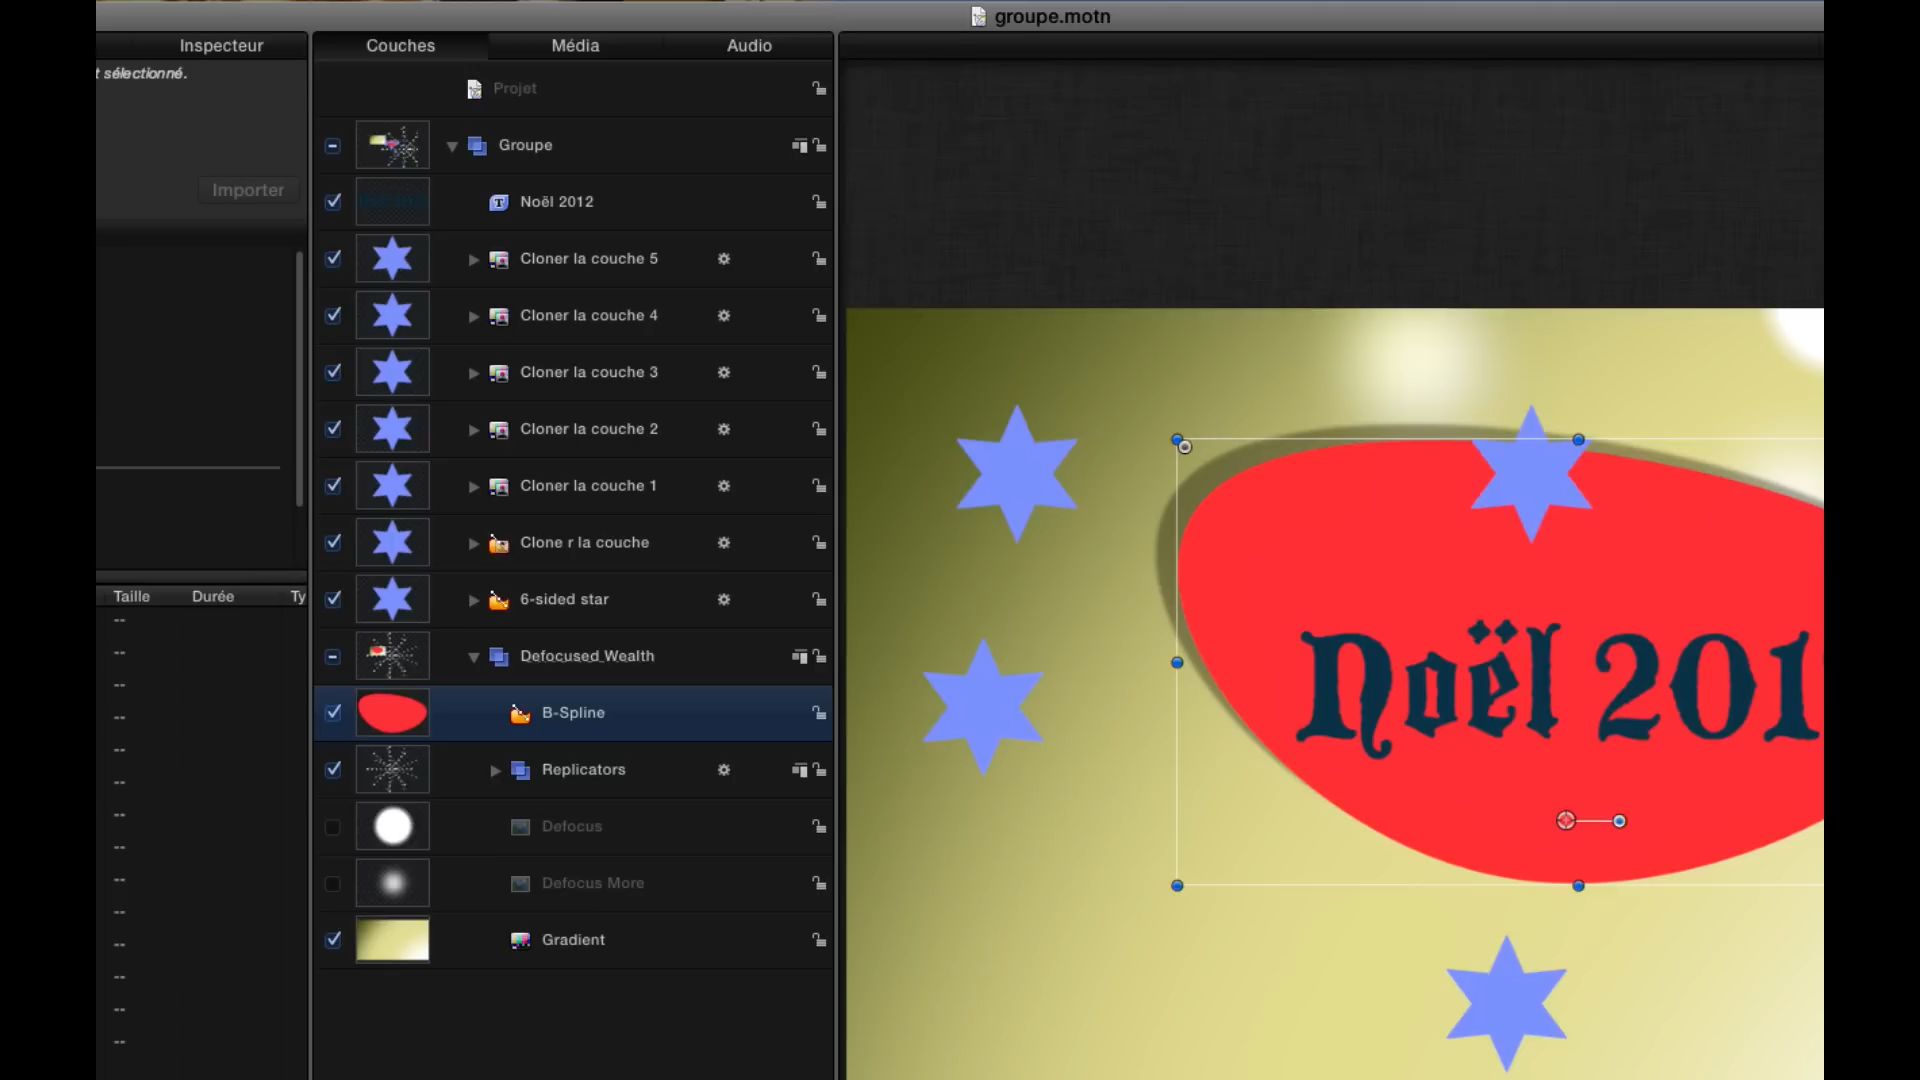 groupe.motn
Inspecteur
Couches
Média
Audio
t sélectionné.
Projet
Groupe
Importer
Noël 2012
Cloner la couche 5
Cloner la couche 4
Cloner la couche 3
Cloner la couche 2
Cloner la couche 1
Clone r la couche
6-sided star
Taille
Durée
Ty
Defocused_Wealth
B-Spline
Replicators
Defocus
Defocus More
Gradient
--
--
--
--
--
--
--
--
--
--
--
--
--
--
Noël 201